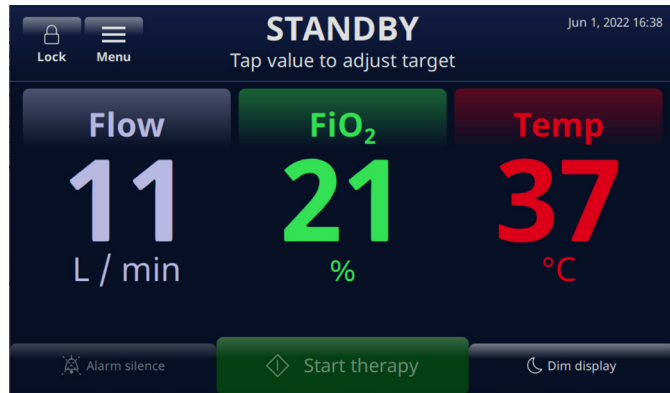 STANDBY
Jun 1, 2022 16:38
Lock
Menu
Tap value to adjust target
Flow
FiO₂
Temp
11
21
37
L / min
%
°C
Alarm silence
Start therapy
Dim display